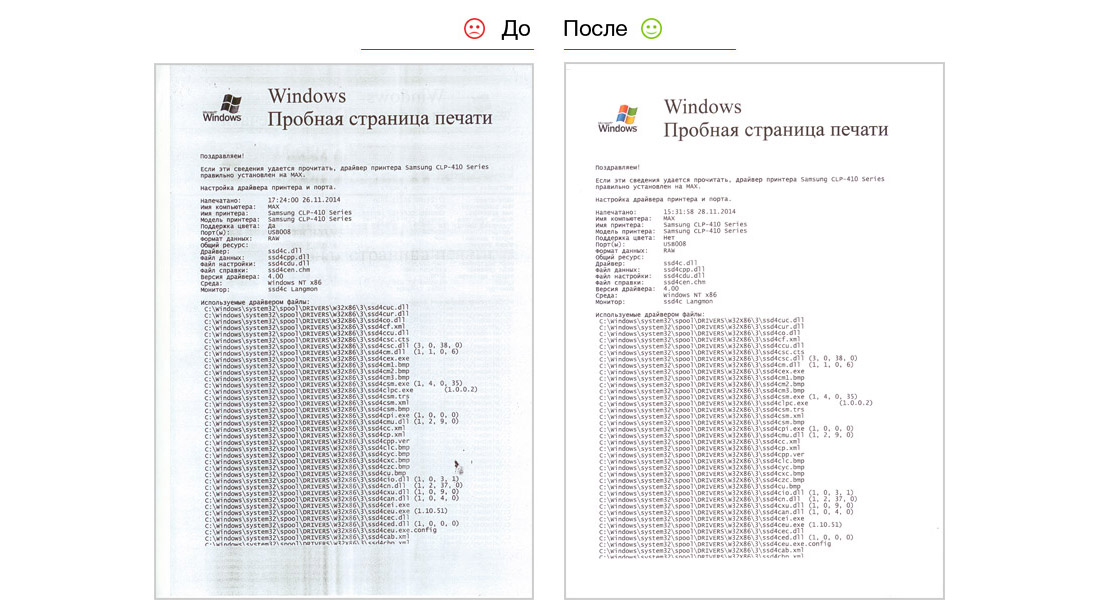 До
После
Windows
Windows
Пробная страница печати
Поздравляем!
Если эти сведения удается прочитать, драйвер принтера Samsung CLP-410 Series
правильно установлен на MAX.
Настройка драйвера принтера и порта.
Напечатано: 17:24:00 26.11.2014
Имя компьютера: MAX
Имя принтера: Samsung CLP-410 Series
Модель принтера: Samsung CLP-410 Series
Поддержка цвета: Да
Порт(ы): USB008
Формат данных: RAW
Общий ресурс:
Драйвер: ssd4c.dll
Файл данных: ssd4cpp.dll
Файл настройки: ssd4cdu.dll
Файл справки: ssd4cen.chm
Версия драйвера: 4.00
Среда: Windows NT x86
Монитор: ssd4c Langmon
Используемые драйвером файлы:
C:\Windows\system32\spool\DRIVERS\W32X86\3\ssd4cuc.dll
C:\Windows\system32\spool\DRIVERS\W32X86\3\ssd4cur.dll
C:\Windows\system32\spool\DRIVERS\W32X86\3\ssd4co.dll
C:\Windows\system32\spool\DRIVERS\W32X86\3\ssd4cf.xml
C:\Windows\system32\spool\DRIVERS\W32X86\3\ssd4ccu.dll
C:\Windows\system32\spool\DRIVERS\W32X86\3\ssd4csc.cts
C:\Windows\system32\spool\DRIVERS\W32X86\3\ssd4csc.dll (3, 0, 38, 0)
C:\Windows\system32\spool\DRIVERS\W32X86\3\ssd4cm.dll (1, 1, 0, 6)
C:\Windows\system32\spool\DRIVERS\W32X86\3\ssd4cex.exe
C:\Windows\system32\spool\DRIVERS\W32X86\3\ssd4cm1.bmp
C:\Windows\system32\spool\DRIVERS\W32X86\3\ssd4cm2.bmp
C:\Windows\system32\spool\DRIVERS\W32X86\3\ssd4cm3.bmp
C:\Windows\system32\spool\DRIVERS\W32X86\3\ssd4csm.exe (1, 4, 0, 35)
C:\Windows\system32\spool\DRIVERS\W32X86\3\ssd4clpc.exe (1.0.0.2)
C:\Windows\system32\spool\DRIVERS\W32X86\3\ssd4csm.trs
C:\Windows\system32\spool\DRIVERS\W32X86\3\ssd4csm.xml
C:\Windows\system32\spool\DRIVERS\W32X86\3\ssd4csm.bmp
C:\Windows\system32\spool\DRIVERS\W32X86\3\ssd4cpi.exe (1, 0, 0, 0)
C:\Windows\system32\spool\DRIVERS\W32X86\3\ssd4cmu.dll (1, 2, 9, 0)
C:\Windows\system32\spool\DRIVERS\W32X86\3\ssd4cc.xml
C:\Windows\system32\spool\DRIVERS\W32X86\3\ssd4cp.xml
C:\Windows\system32\spool\DRIVERS\W32X86\3\ssd4cpp.ver
C:\Windows\system32\spool\DRIVERS\W32X86\3\ssd4clc.bmp
C:\Windows\system32\spool\DRIVERS\W32X86\3\ssd4cyc.bmp
C:\Windows\system32\spool\DRIVERS\W32X86\3\ssd4cxc.bmp
C:\Windows\system32\spool\DRIVERS\W32X86\3\ssd4czc.bmp
C:\Windows\system32\spool\DRIVERS\W32X86\3\ssd4cu.bmp
C:\Windows\system32\spool\DRIVERS\W32X86\3\ssd4cio.dll (1, 0, 3, 1)
C:\Windows\system32\spool\DRIVERS\W32X86\3\ssd4cn.dll (1, 2, 37, 0)
C:\Windows\system32\spool\DRIVERS\W32X86\3\ssd4cxu.dll (1, 0, 9, 0)
C:\Windows\system32\spool\DRIVERS\W32X86\3\ssd4can.dll (1, 0, 4, 0)
C:\Windows\system32\spool\DRIVERS\W32X86\3\ssd4cei.exe
C:\Windows\system32\spool\DRIVERS\W32X86\3\ssd4ceu.exe (1.10.51)
C:\Windows\system32\spool\DRIVERS\W32X86\3\ssd4cec.dll
C:\Windows\system32\spool\DRIVERS\W32X86\3\ssd4ced.dll (1, 0, 0, 0)
C:\Windows\system32\spool\DRIVERS\W32X86\3\ssd4ceu.exe.config
C:\Windows\system32\spool\DRIVERS\W32X86\3\ssd4cab.xml
Windows
Windows
Пробная страница печати
Поздравляем!
Если эти сведения удается прочитать, драйвер принтера Samsung CLP-410 Series
правильно установлен на MAX.
Настройка драйвера принтера и порта.
Напечатано: 15:31:58 28.11.2014
Имя компьютера: MAX
Имя принтера: Samsung CLP-410 Series
Модель принтера: Samsung CLP-410 Series
Поддержка цвета: Нет
Порт(ы): USB008
Формат данных: RAW
Общий ресурс:
Драйвер: ssd4c.dll
Файл данных: ssd4cpp.dll
Файл настройки: ssd4cdu.dll
Файл справки: ssd4cen.chm
Версия драйвера: 4.00
Среда: Windows NT x86
Монитор: ssd4c Langmon
Используемые драйвером файлы:
C:\Windows\system32\spool\DRIVERS\W32X86\3\ssd4cuc.dll
C:\Windows\system32\spool\DRIVERS\W32X86\3\ssd4cur.dll
C:\Windows\system32\spool\DRIVERS\W32X86\3\ssd4co.dll
C:\Windows\system32\spool\DRIVERS\W32X86\3\ssd4cf.xml
C:\Windows\system32\spool\DRIVERS\W32X86\3\ssd4ccu.dll
C:\Windows\system32\spool\DRIVERS\W32X86\3\ssd4csc.cts
C:\Windows\system32\spool\DRIVERS\W32X86\3\ssd4csc.dll (3, 0, 38, 0)
C:\Windows\system32\spool\DRIVERS\W32X86\3\ssd4cm.dll (1, 1, 0, 6)
C:\Windows\system32\spool\DRIVERS\W32X86\3\ssd4cex.exe
C:\Windows\system32\spool\DRIVERS\W32X86\3\ssd4cm1.bmp
C:\Windows\system32\spool\DRIVERS\W32X86\3\ssd4cm2.bmp
C:\Windows\system32\spool\DRIVERS\W32X86\3\ssd4cm3.bmp
C:\Windows\system32\spool\DRIVERS\W32X86\3\ssd4csm.exe (1, 4, 0, 35)
C:\Windows\system32\spool\DRIVERS\W32X86\3\ssd4clpc.exe (1.0.0.2)
C:\Windows\system32\spool\DRIVERS\W32X86\3\ssd4csm.trs
C:\Windows\system32\spool\DRIVERS\W32X86\3\ssd4csm.xml
C:\Windows\system32\spool\DRIVERS\W32X86\3\ssd4csm.bmp
C:\Windows\system32\spool\DRIVERS\W32X86\3\ssd4cpi.exe (1, 0, 0, 0)
C:\Windows\system32\spool\DRIVERS\W32X86\3\ssd4cmu.dll (1, 2, 9, 0)
C:\Windows\system32\spool\DRIVERS\W32X86\3\ssd4cc.xml
C:\Windows\system32\spool\DRIVERS\W32X86\3\ssd4cp.xml
C:\Windows\system32\spool\DRIVERS\W32X86\3\ssd4cpp.ver
C:\Windows\system32\spool\DRIVERS\W32X86\3\ssd4clc.bmp
C:\Windows\system32\spool\DRIVERS\W32X86\3\ssd4cyc.bmp
C:\Windows\system32\spool\DRIVERS\W32X86\3\ssd4cxc.bmp
C:\Windows\system32\spool\DRIVERS\W32X86\3\ssd4czc.bmp
C:\Windows\system32\spool\DRIVERS\W32X86\3\ssd4cu.bmp
C:\Windows\system32\spool\DRIVERS\W32X86\3\ssd4cio.dll (1, 0, 3, 1)
C:\Windows\system32\spool\DRIVERS\W32X86\3\ssd4cn.dll (1, 2, 37, 0)
C:\Windows\system32\spool\DRIVERS\W32X86\3\ssd4cxu.dll (1, 0, 9, 0)
C:\Windows\system32\spool\DRIVERS\W32X86\3\ssd4can.dll (1, 0, 4, 0)
C:\Windows\system32\spool\DRIVERS\W32X86\3\ssd4cei.exe
C:\Windows\system32\spool\DRIVERS\W32X86\3\ssd4ceu.exe (1.10.51)
C:\Windows\system32\spool\DRIVERS\W32X86\3\ssd4cec.dll
C:\Windows\system32\spool\DRIVERS\W32X86\3\ssd4ced.dll (1, 0, 0, 0)
C:\Windows\system32\spool\DRIVERS\W32X86\3\ssd4ceu.exe.config
C:\Windows\system32\spool\DRIVERS\W32X86\3\ssd4cab.xml